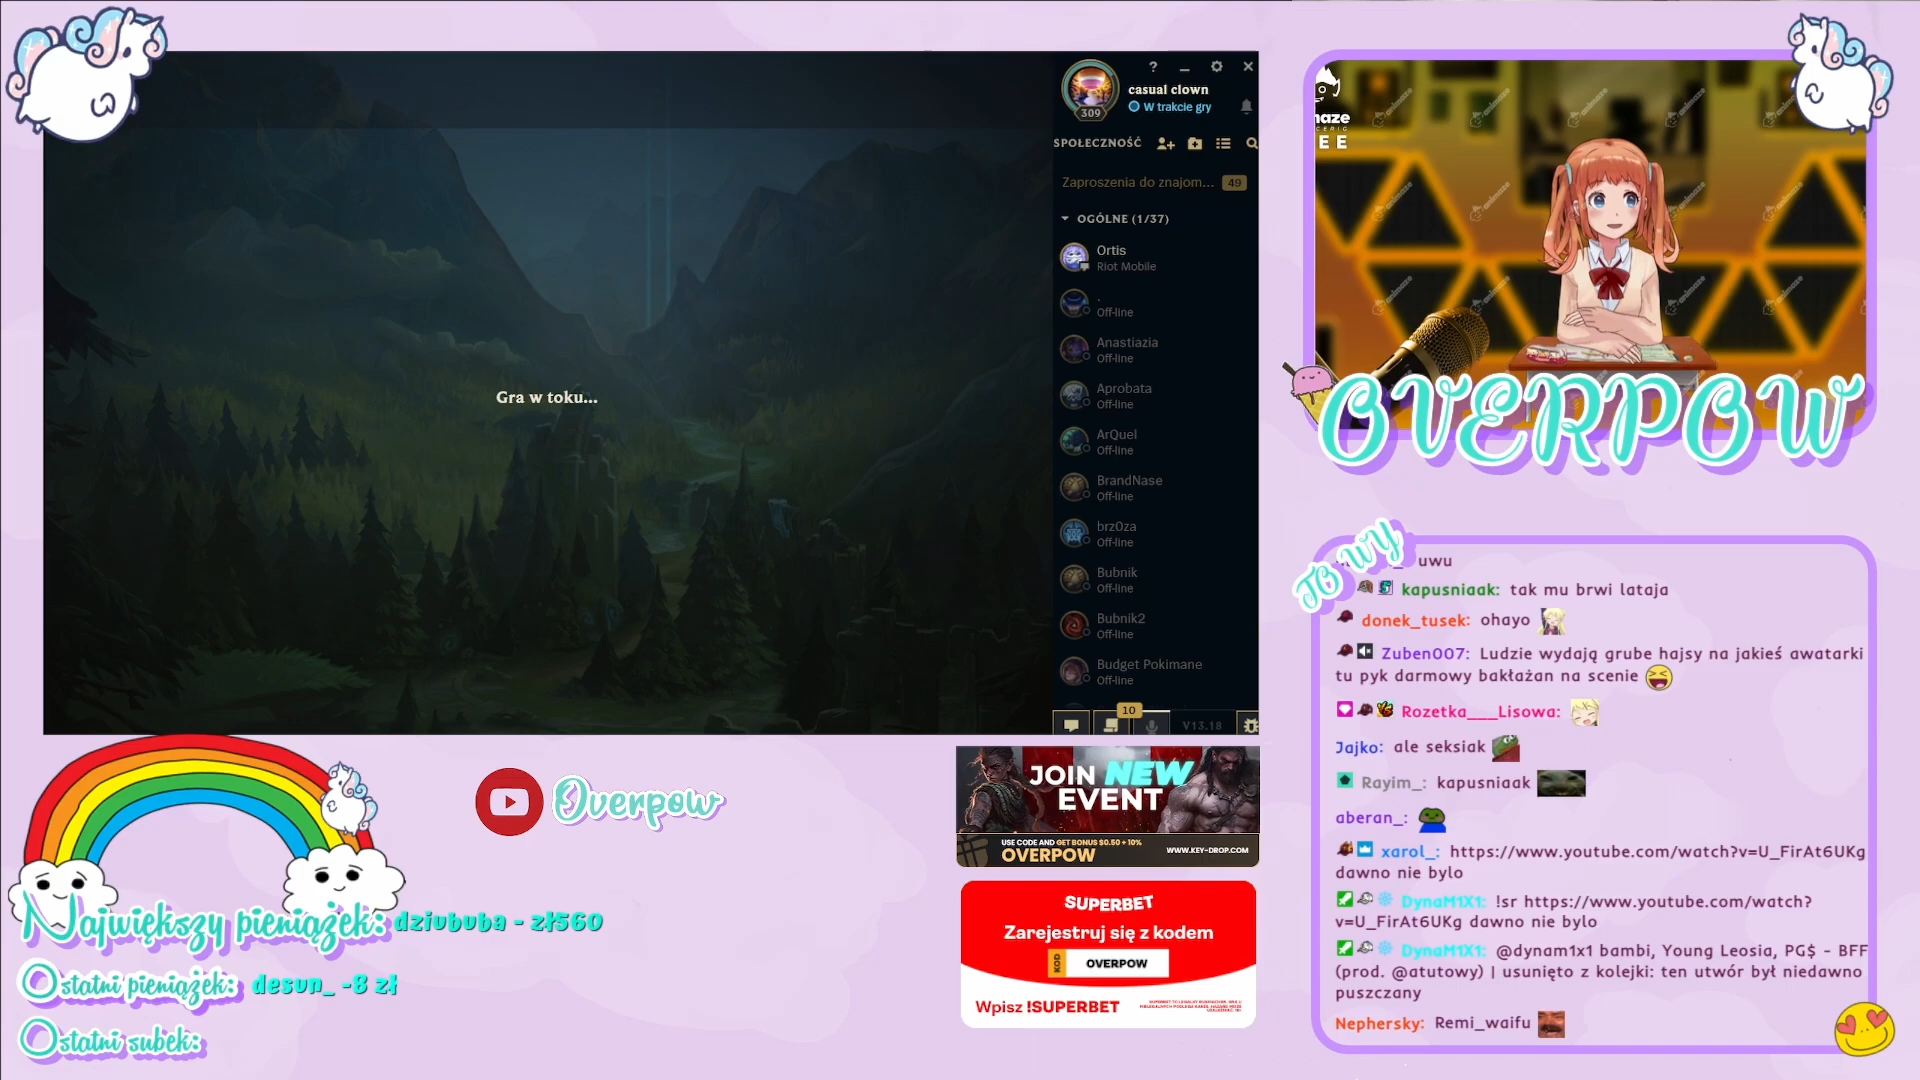 casual clown
W trakcie gry
309
SPOŁECZNOŚĆ
Zaproszenia do znajom... 49
OGÓLNE (1/37)
Ortis
Riot Mobile
.
Off-line
Anastiazia
Off-line
Aprobata
Off-line
ArQuel
Off-line
BrandNase
Off-line
brz0za
Off-line
Bubnik
Off-line
Bubnik2
Off-line
Budget Pokimane
Off-line
10
V13.18
Gra w toku...
OVERPOW
TO WY
uwu
kapusniaak: tak mu brwi lataja
donek_tusek: ohayo
Zuben007: Ludzie wydają grube hajsy na jakieś awatarki
tu pyk darmowy bakłażan na scenie
Rozetka___Lisowa:
Jajko: ale seksiak
Rayim_: kapusniaak
aberan_:
xarol_: https://www.youtube.com/watch?v=U_FirAt6UKg
dawno nie bylo
DynaM1X1: !sr https://www.youtube.com/watch?
v=U_FirAt6UKg dawno nie bylo
DynaM1X1: @dynam1x1 bambi, Young Leosia, PG$ - BFF
(prod. @atutowy) | usunięto z kolejki: ten utwór był niedawno
puszczany
Nephersky: Remi_waifu
Overpow
JOIN NEW
EVENT
USE CODE AND GET BONUS $0.50 + 10%
OVERPOW
WWW.KEY-DROP.COM
SUPERBET
Zarejestruj się z kodem
KOD OVERPOW
Wpisz !SUPERBET
Największy pieniążek: dziububa - zł560
Ostatni pieniążek: desun_ -8 zł
Ostatni subek: